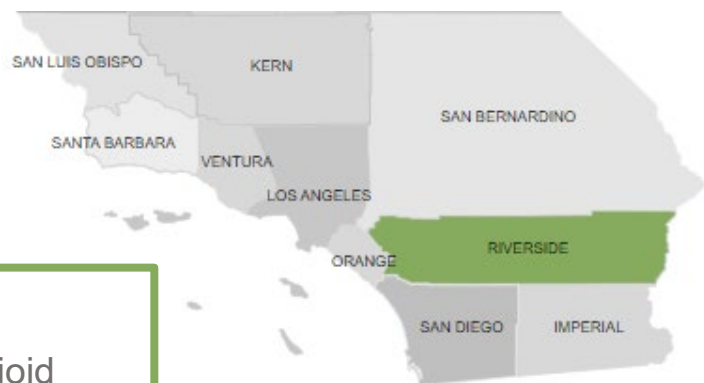 SAN LUIS OBISPO
KERN
SAN BERNARDINO
SANTA BARBARA
VENTURA
LOS ANGELES
RIVERSIDE
ORANGE
SAN DIEGO
IMPERIAL